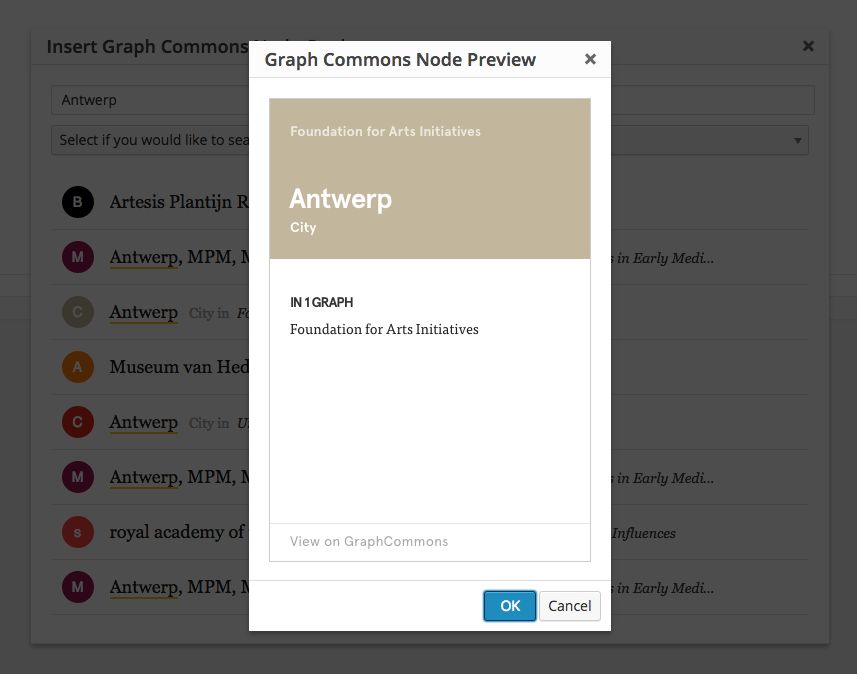 Insert Graph Commons
Graph Commons Node Preview
Antwerp
Select if you would like to sea
B Artesis Plantijn R
M Antwerp, MPM, M
s in Early Medi...
C Antwerp City in Fo
A Museum van Hed
C Antwerp City in U
M Antwerp, MPM, M
s in Early Medi...
s royal academy of
Influences
M Antwerp, MPM, M
s in Early Medi...
Foundation for Arts Initiatives
Antwerp
City
IN 1 GRAPH
Foundation for Arts Initiatives
View on GraphCommons
OK
Cancel